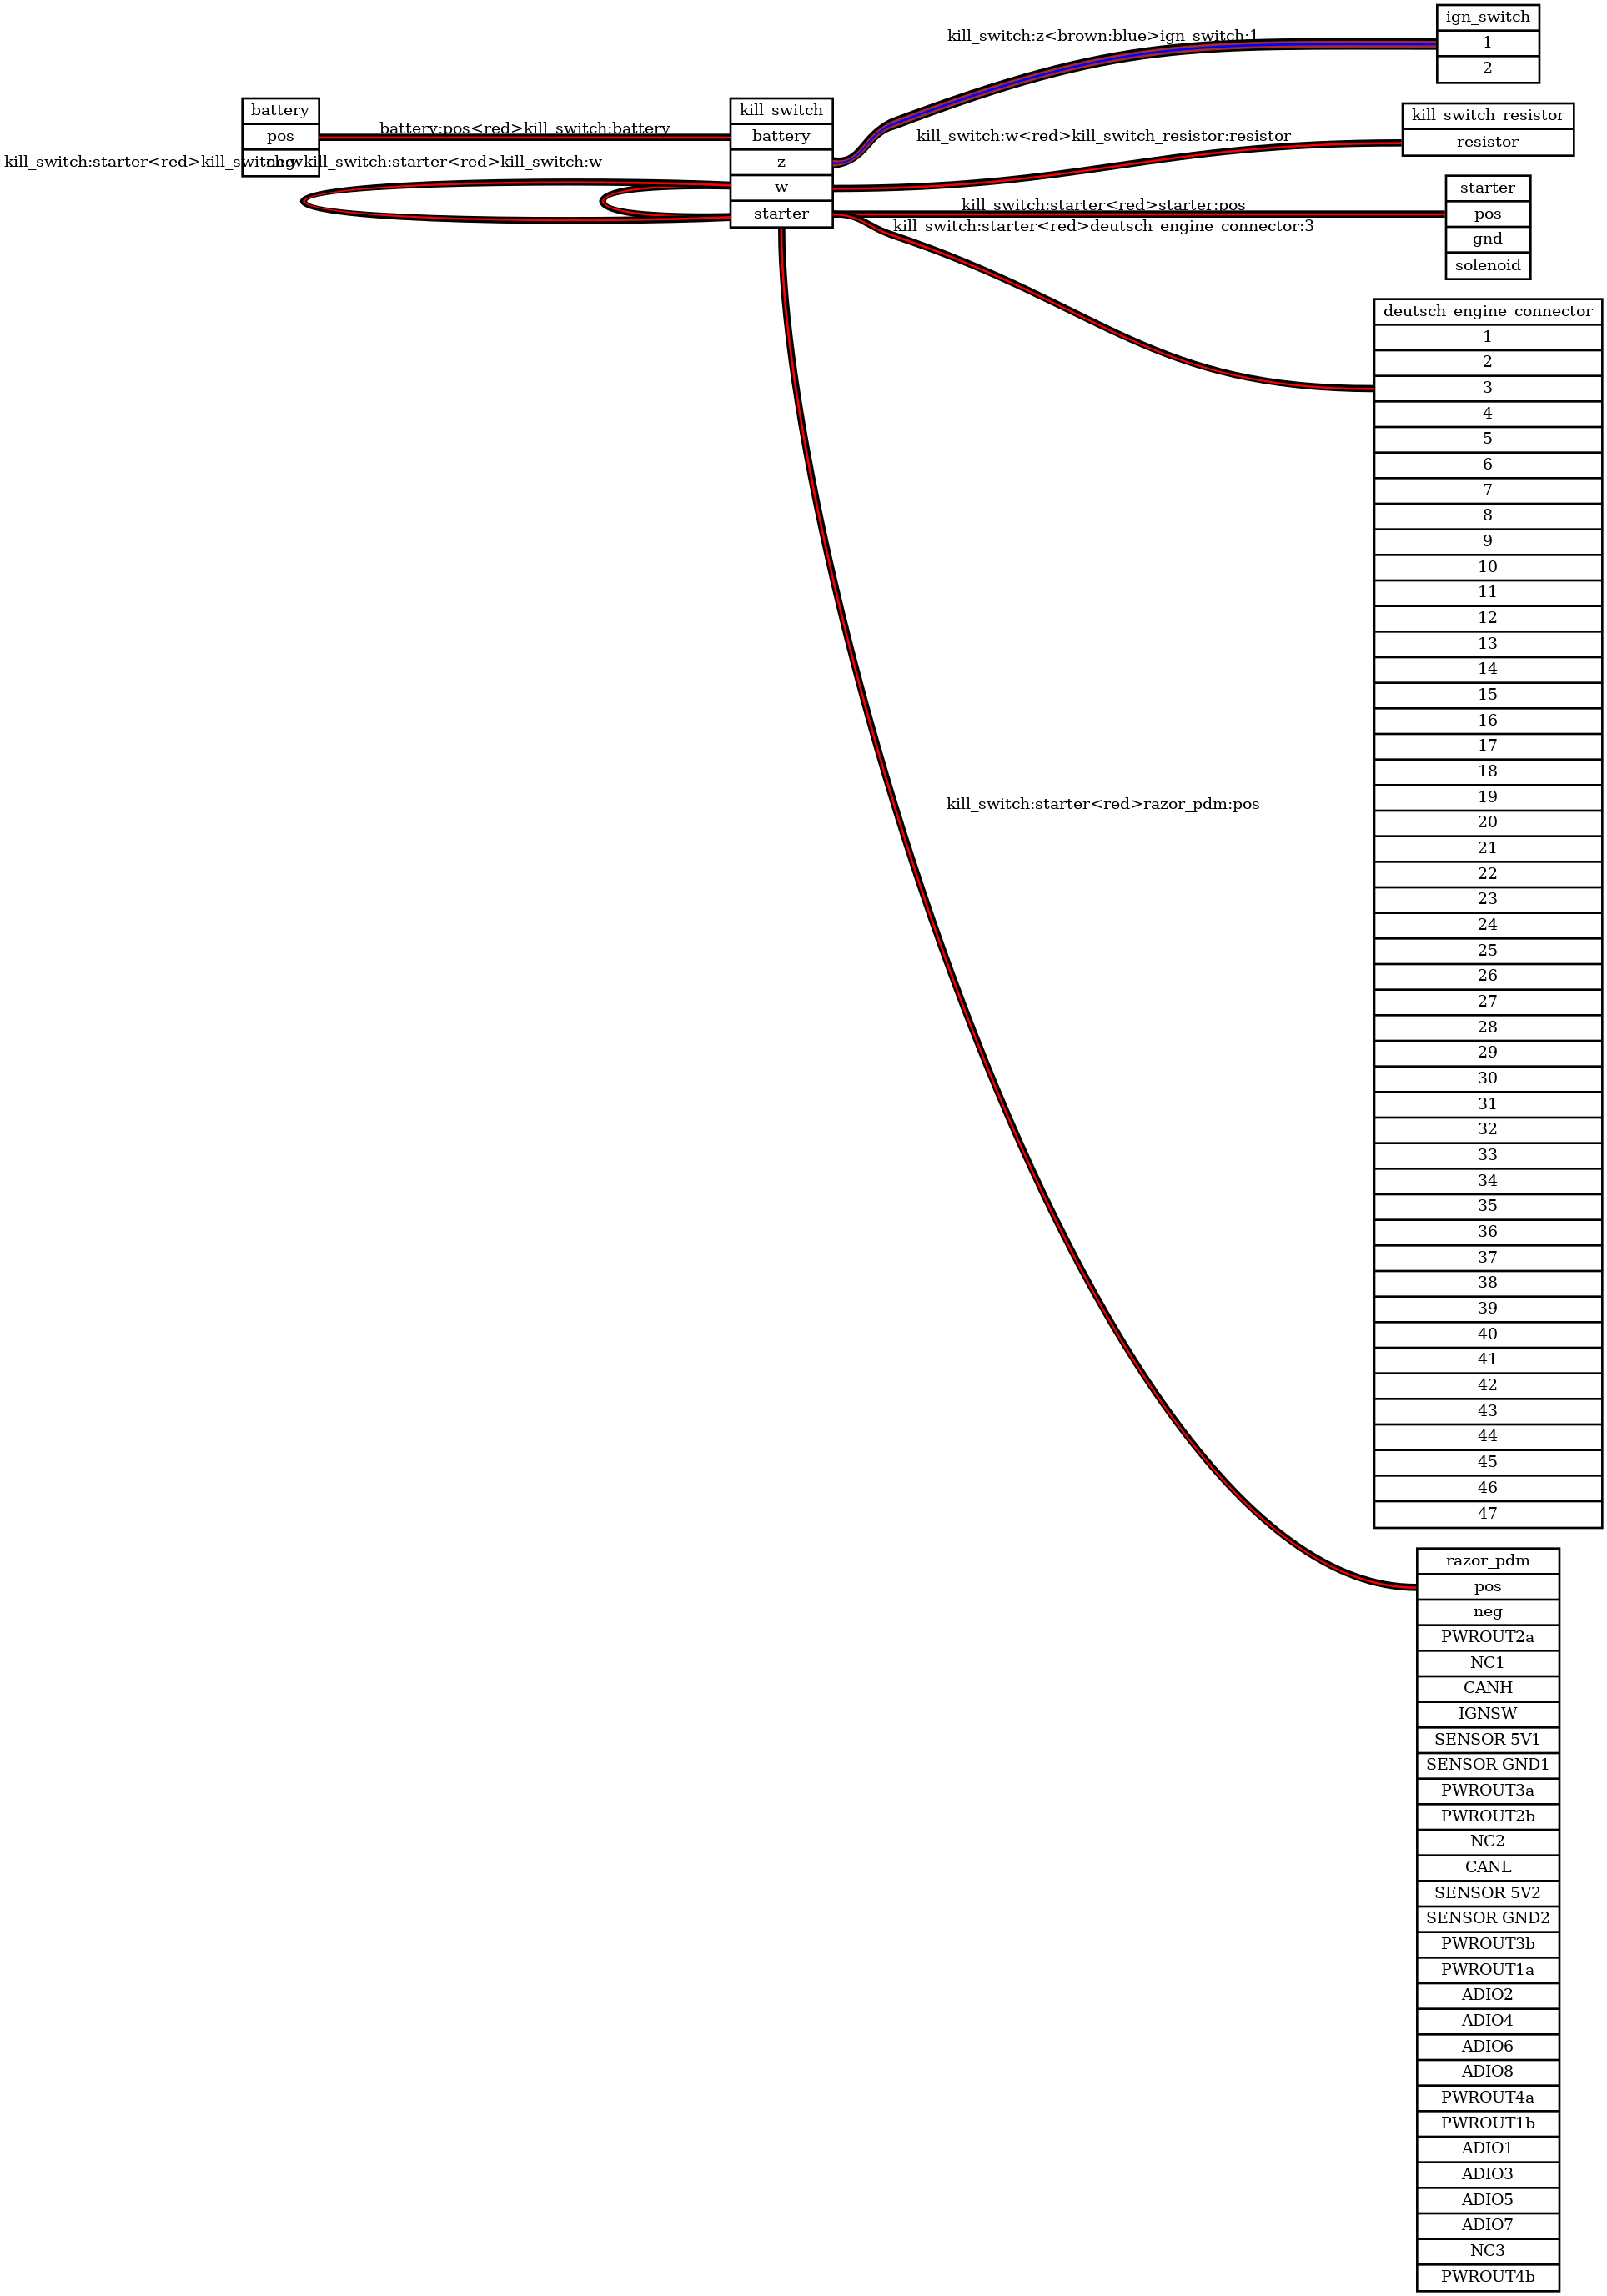 battery
pos
neg
kill_switch:starter<red>kill_switch:w
kill_switch:starter<red>kill_switch:w
battery:pos<red>kill_switch:battery
kill_switch
battery
z
w
starter
kill_switch:z<brown:blue>ign_switch:1
kill_switch:w<red>kill_switch_resistor:resistor
kill_switch:starter<red>starter:pos
kill_switch:starter<red>deutsch_engine_connector:3
kill_switch:starter<red>razor_pdm:pos
ign_switch
1
2
kill_switch_resistor
resistor
starter
pos
gnd
solenoid
deutsch_engine_connector
1
2
3
4
5
6
7
8
9
10
11
12
13
14
15
16
17
18
19
20
21
22
23
24
25
26
27
28
29
30
31
32
33
34
35
36
37
38
39
40
41
42
43
44
45
46
47
razor_pdm
pos
neg
PWROUT2a
NC1
CANH
IGNSW
SENSOR 5V1
SENSOR GND1
PWROUT3a
PWROUT2b
NC2
CANL
SENSOR 5V2
SENSOR GND2
PWROUT3b
PWROUT1a
ADIO2
ADIO4
ADIO6
ADIO8
PWROUT4a
PWROUT1b
ADIO1
ADIO3
ADIO5
ADIO7
NC3
PWROUT4b